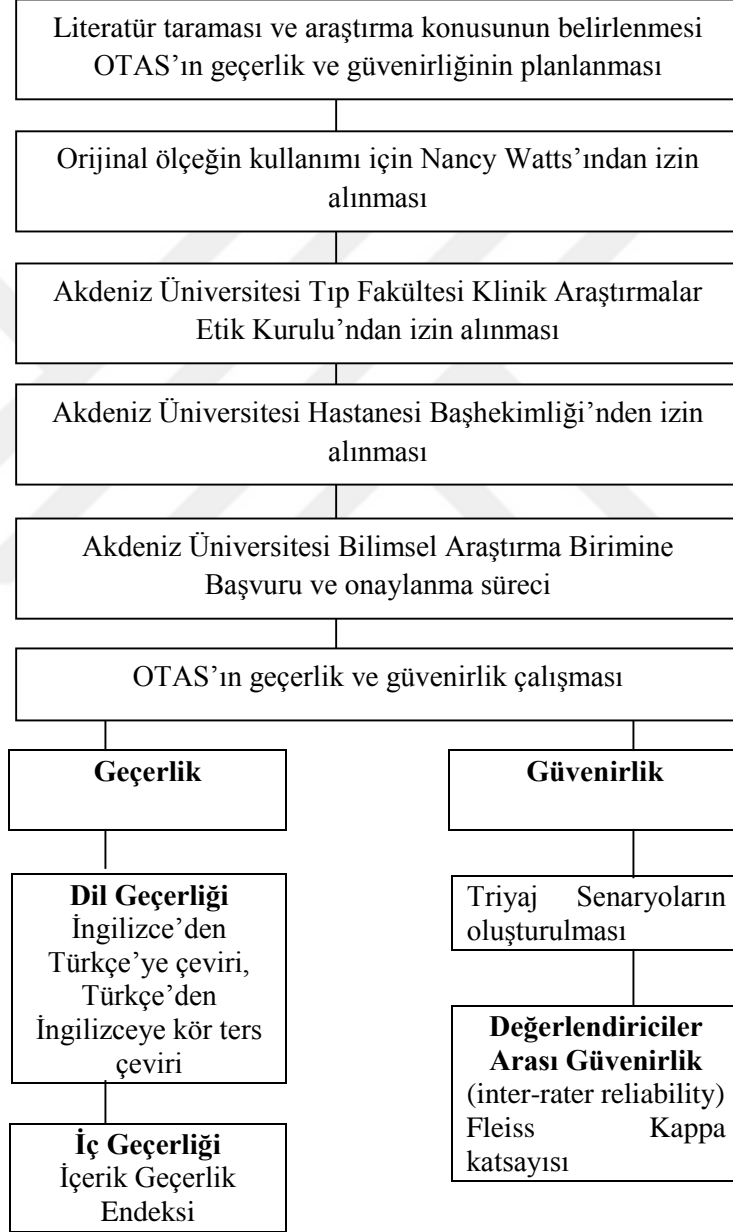 Literatür taraması ve araştırma konusunun belirlenmesi
OTAS’ın geçerlik ve güvenirliğinin planlanması
Orijinal ölçeğin kullanımı için Nancy Watts’ından izin
alınması
Akdeniz Üniversitesi Tıp Fakültesi Klinik Araştırmalar
Etik Kurulu’ndan izin alınması
Akdeniz Üniversitesi Hastanesi Başhekimliği’nden izin
alınması
Akdeniz Üniversitesi Bilimsel Araştırma Birimine
Başvuru ve onaylanma süreci
OTAS’ın geçerlik ve güvenirlik çalışması
Geçerlik
Dil Geçerliği
İngilizce’den
Türkçe’ye çeviri,
Türkçe’den
İngilizceye kör ters
çeviri
İç Geçerliği
İçerik Geçerlik
Endeksi
Güvenirlik
Triyaj Senaryoların
oluşturulması
Değerlendiriciler
Arası Güvenirlik
(inter-rater reliability)
Fleiss Kappa
katsayısı